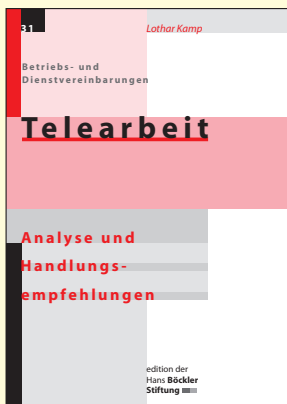 31
Lothar Kamp
Betriebs- und
Dienstvereinbarungen
Telearbeit
Analyse und
Handlungs-
empfehlungen
edition der
Hans Böckler
Stiftung